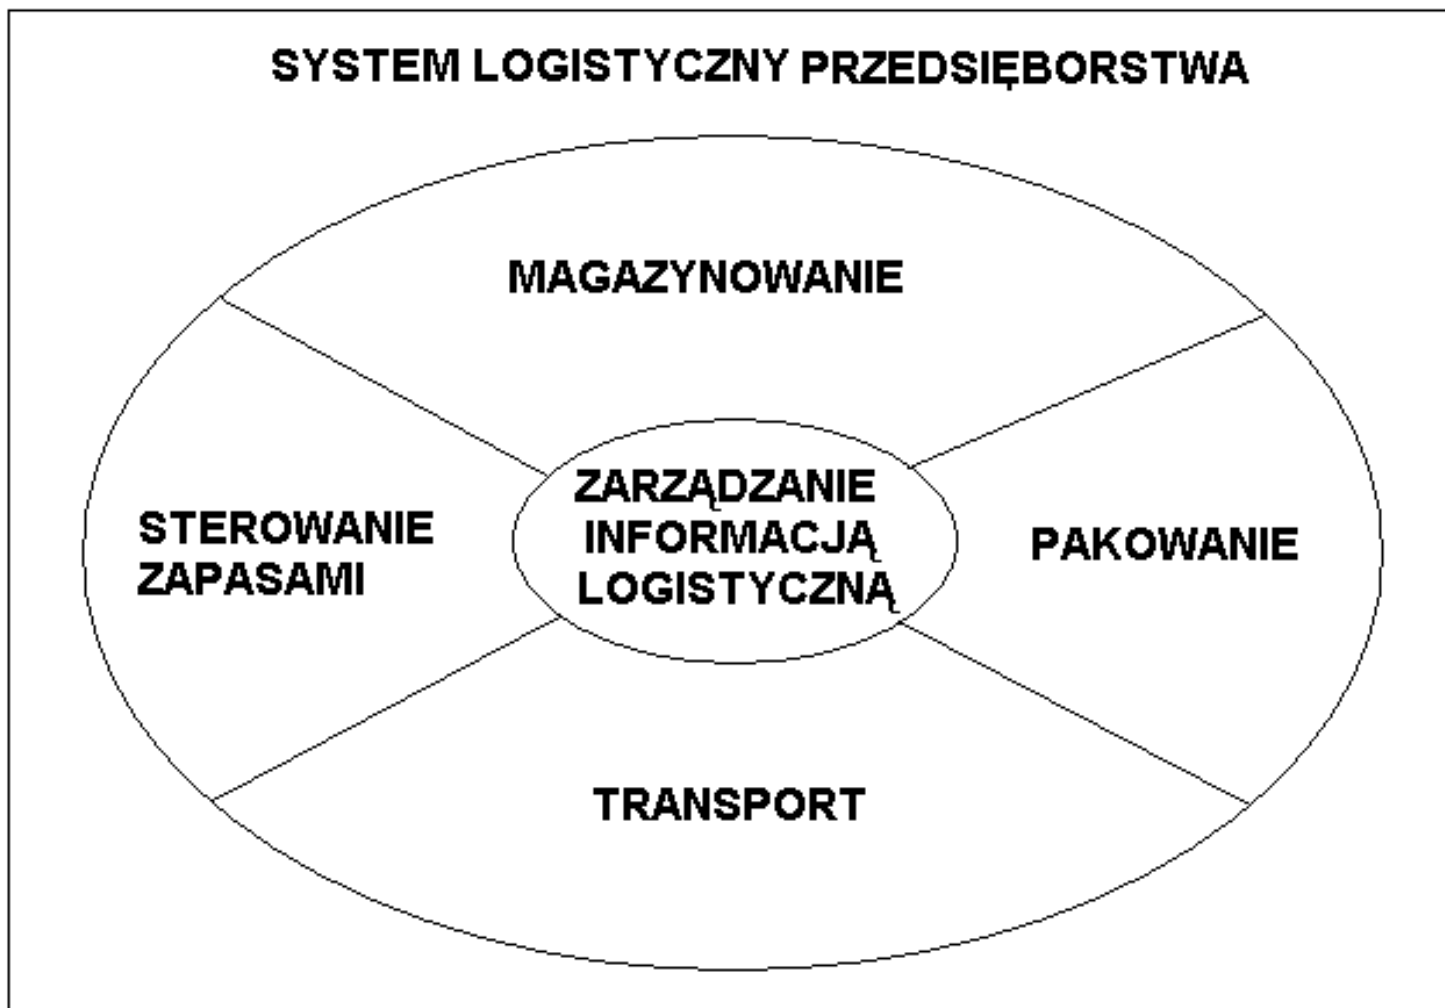 SYSTEM LOGISTYCZNY PRZEDSIĘBORSTWA
MAGAZYNOWANIE
STEROWANIE
ZAPASAMI
ZARZĄDZANIE
INFORMACJĄ
LOGISTYCZNĄ
PAKOWANIE
TRANSPORT